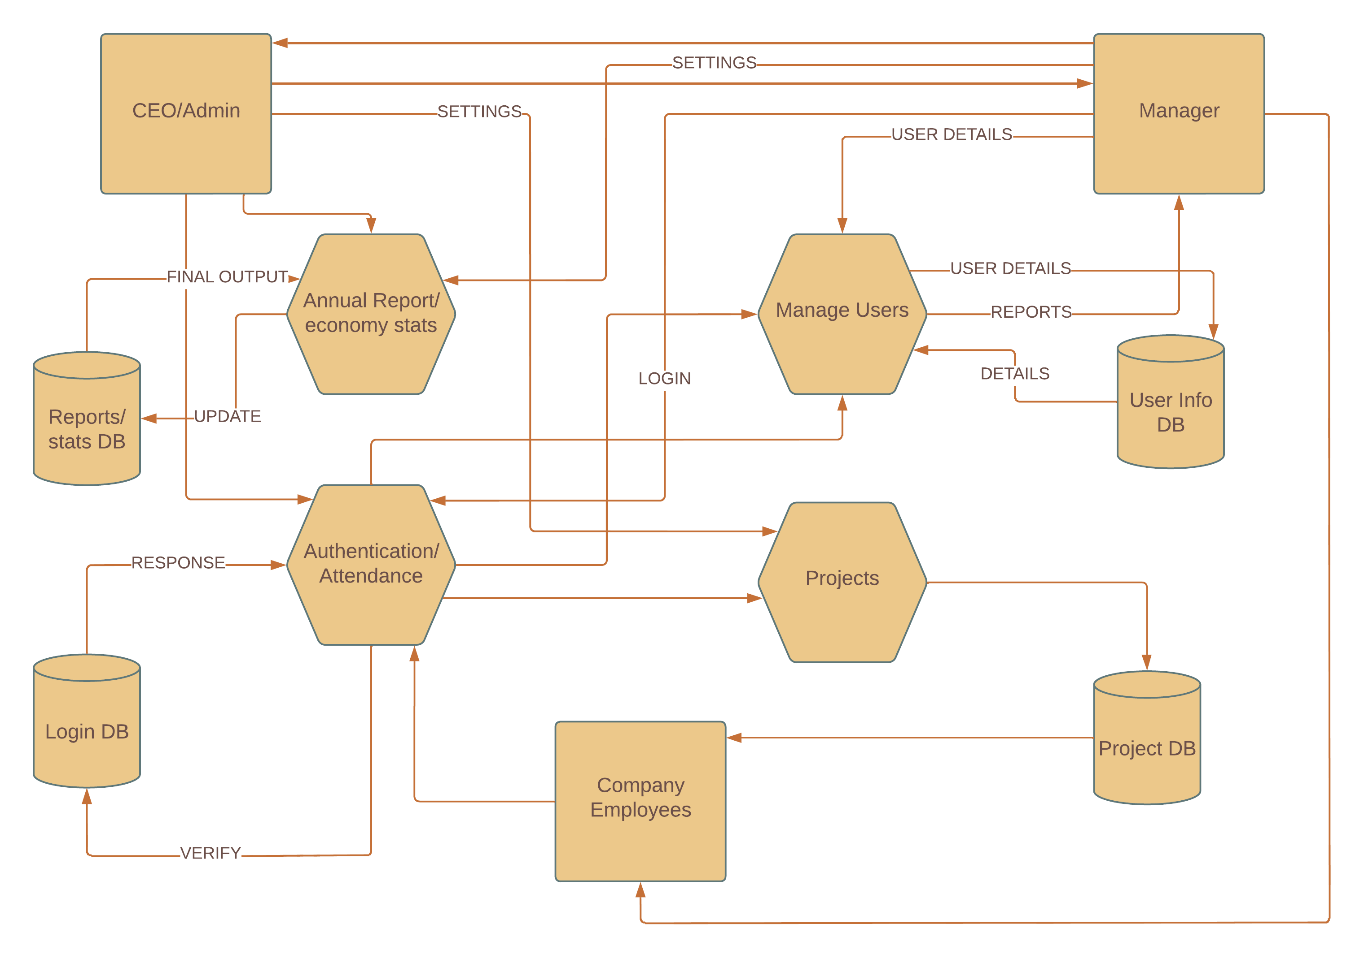 SETTINGS
CEO/Admin
SETTINGS
Manager
USER DETAILS
FINAL OUTPUT
Annual Report/
economy stats
Manage Users
USER DETAILS
REPORTS
DETAILS
LOGIN
Reports/
stats DB
UPDATE
User Info
DB
RESPONSE
Authentication/
Attendance
Projects
Login DB
Project DB
Company
Employees
VERIFY